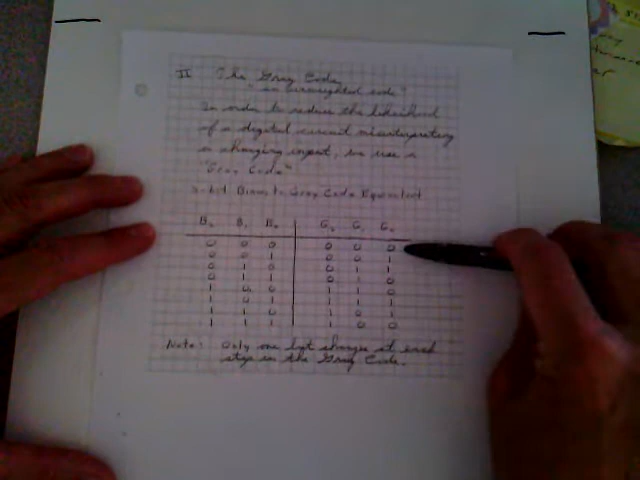 II The Gray Code
"an unweighted code"
In order to reduce the likelihood
of a digital circuit misinterpreting
a changing input, we use a
"Gray Code"
3-bit Binary to Gray Code Equivalent
B₂ B₁ B₀ G₂ G₁ G₀
0 0 0 0 0 0
0 0 1 0 0 1
0 1 0 0 1 1
0 1 1 0 1 0
1 0 0 1 1 0
1 0 1 1 1 1
1 1 0 1 0 1
1 1 1 1 0 0
Note: Only one bit changes at each
step in the Gray Code.